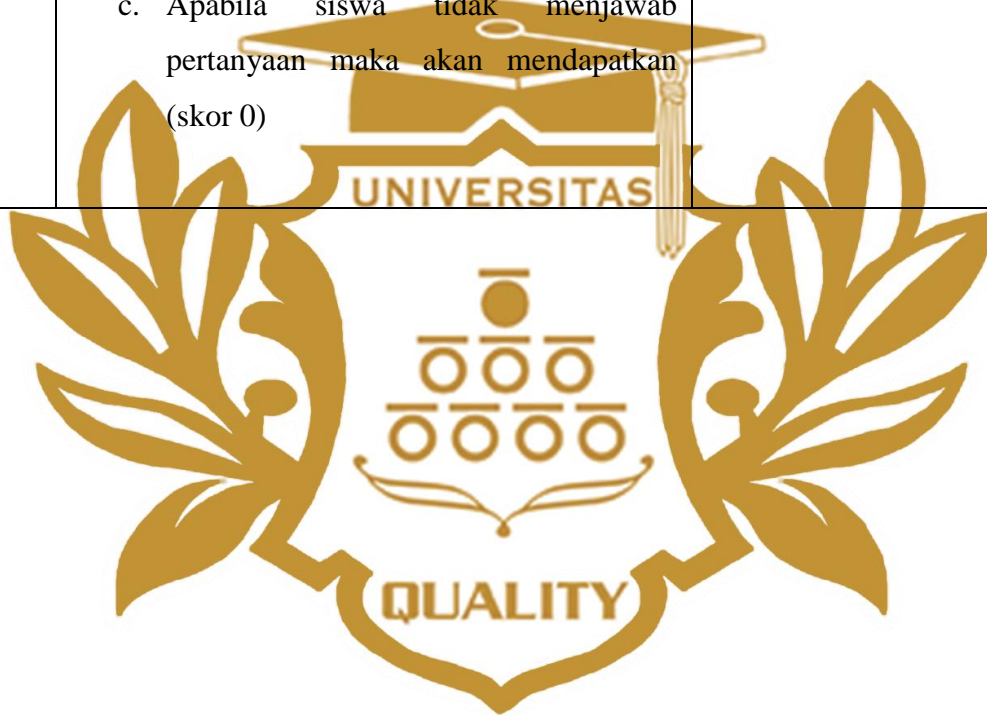 c. Apabila siswa tidak menjawab
pertanyaan maka akan mendapatkan
(skor 0)
UNIVERSITAS
QUALITY